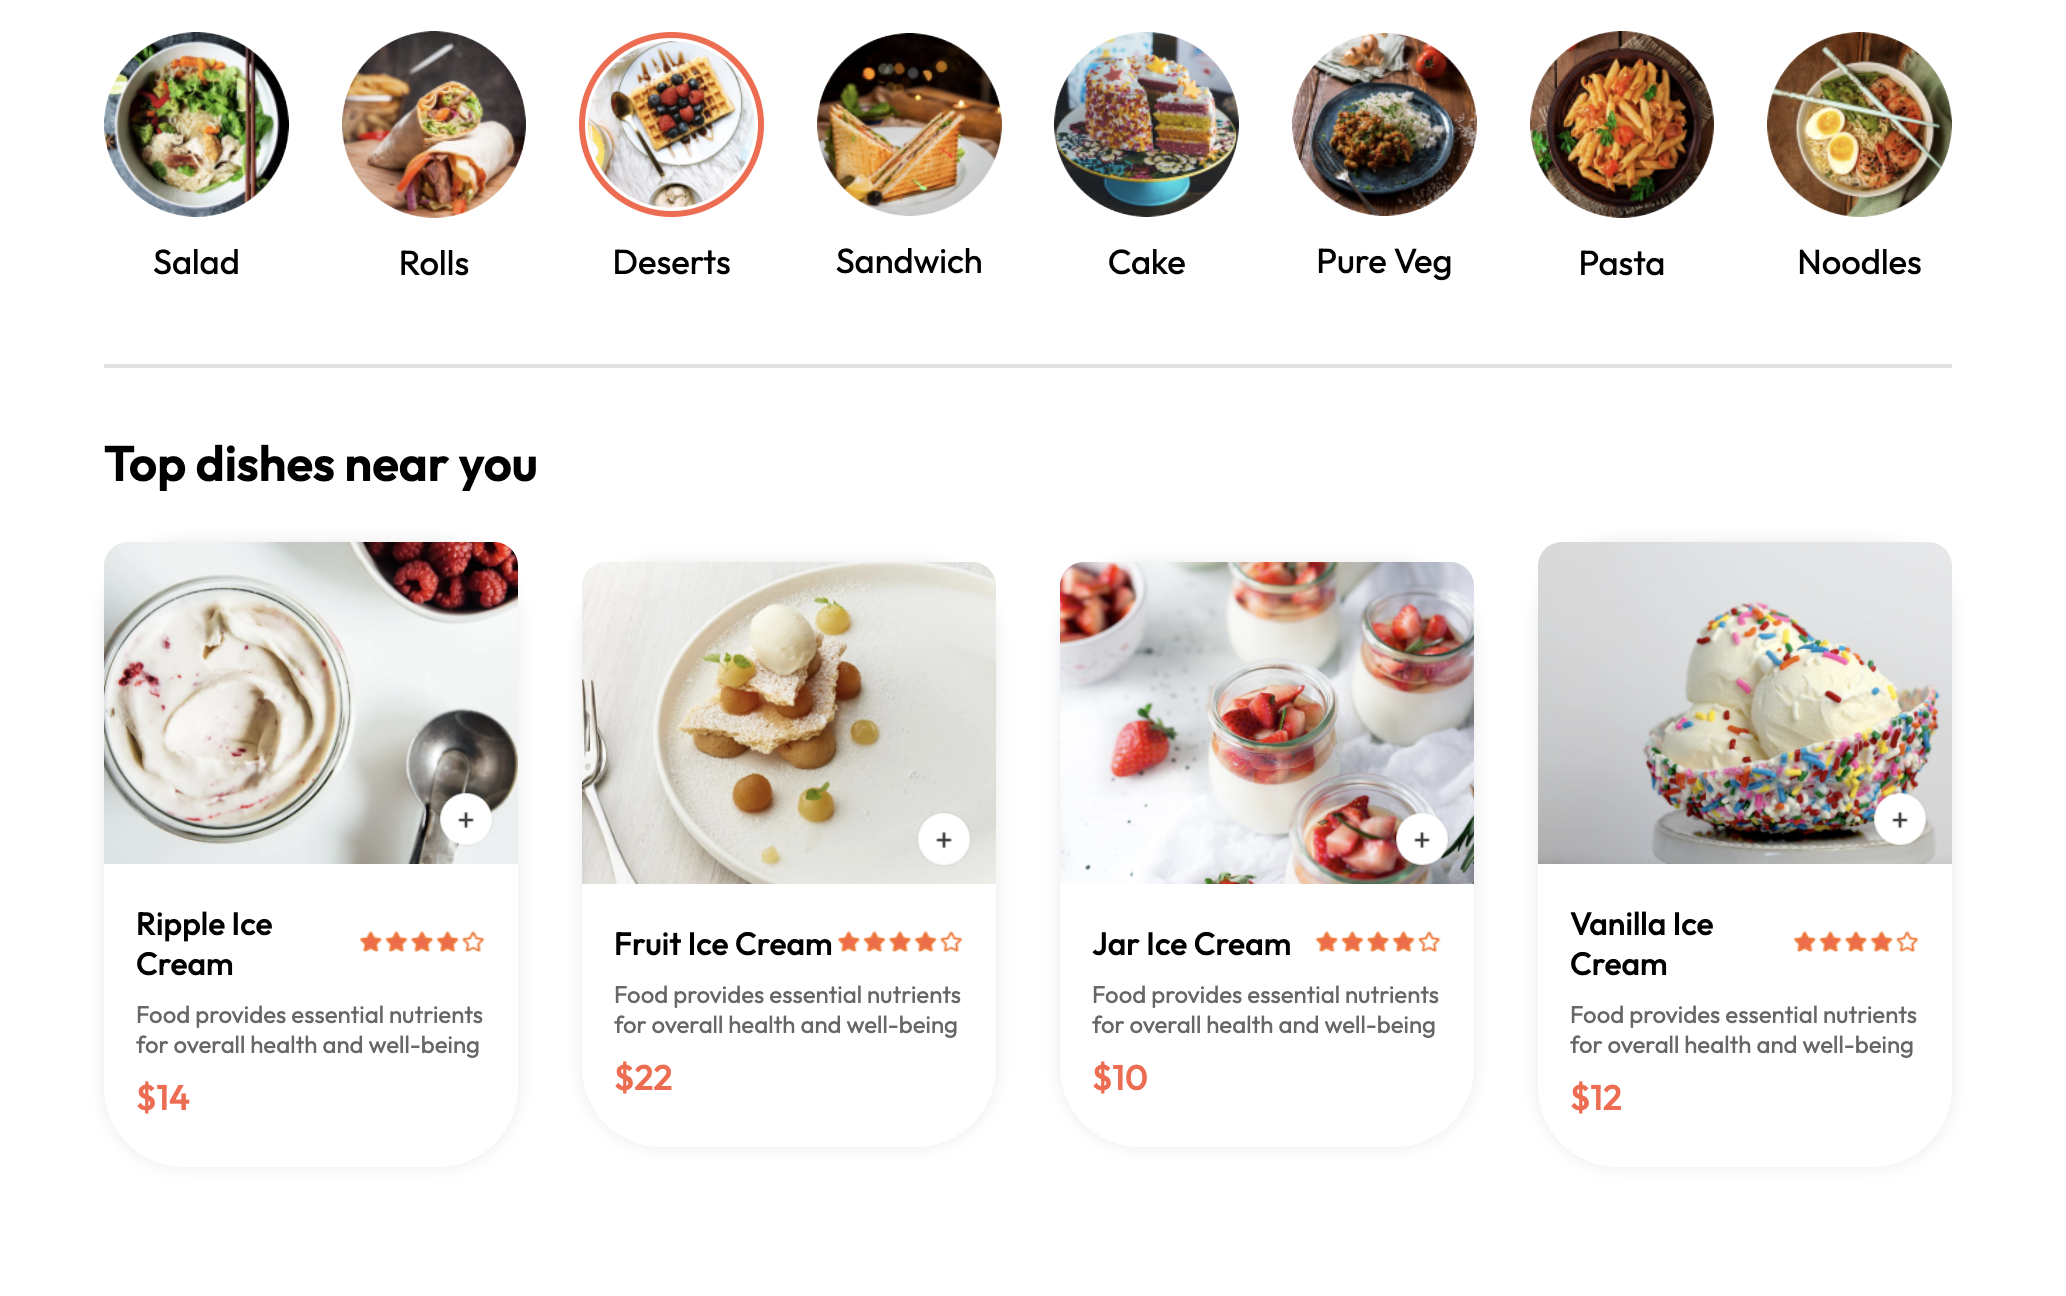 Salad
Rolls
Deserts
Sandwich
Cake
Pure Veg
Pasta
Noodles
Top dishes near you
Ripple Ice
Cream
Food provides essential nutrients
for overall health and well-being
$14
Fruit Ice Cream
Food provides essential nutrients
for overall health and well-being
$22
Jar Ice Cream
Food provides essential nutrients
for overall health and well-being
$10
Vanilla Ice
Cream
Food provides essential nutrients
for overall health and well-being
$12